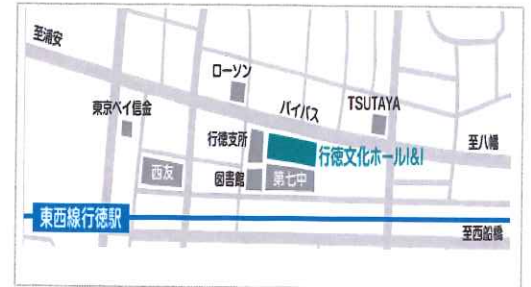 至浦安
ローソン
バイパス
TSUTAYA
東京ベイ信金
行徳支所
行徳文化ホールI&I
至八幡
西友
図書館
第七中
東西線行徳駅
至西船橋